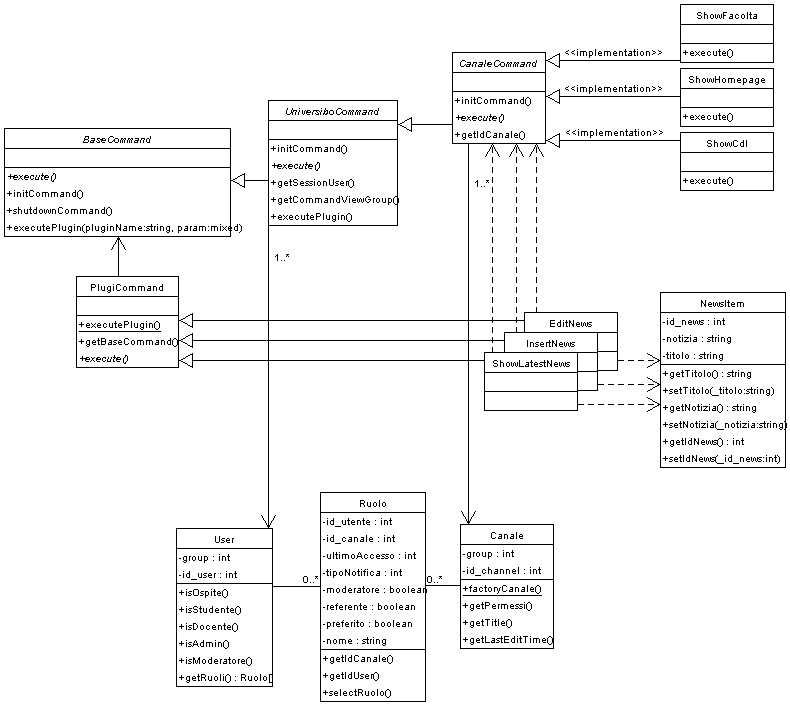 ShowFacolta
+execute()
<<implementation>>
CanaleCommand
+initCommand()
+execute()
+getIdCanale()
<<implementation>>
ShowHomepage
+execute()
<<implementation>>
ShowCdl
+execute()
UniversiboCommand
+initCommand()
+execute()
+getSessionUser()
+getCommandViewGroup()
+executePlugin()
BaseCommand
+execute()
+initCommand()
+shutdownCommand()
+executePlugin(pluginName:string, param:mixed)
1..*
1..*
PlugiCommand
+executePlugin()
+getBaseCommand()
+execute()
EditNews
InsertNews
ShowLatestNews
NewsItem
-id_news : int
-notizia : string
-titolo : string
+getTitolo() : string
+setTitolo(_titolo:string)
+getNotizia() : string
+setNotizia(_notizia:string)
+getIdNews() : int
+setIdNews(_id_news:int)
User
-group : int
-id_user : int
+isOspite()
+isStudente()
+isDocente()
+isAdmin()
+isModeratore()
+getRuoli() : Ruolo[
0..*
Ruolo
-id_utente : int
-id_canale : int
-ultimoAccesso : int
-tipoNotifica : int
-moderatore : boolean
-referente : boolean
-preferito : boolean
-nome : string
+getIdCanale()
+getIdUser()
+selectRuolo()
0..*
Canale
-group : int
-id_channel : int
+factoryCanale()
+getPermessi()
+getTitle()
+getLastEditTime()